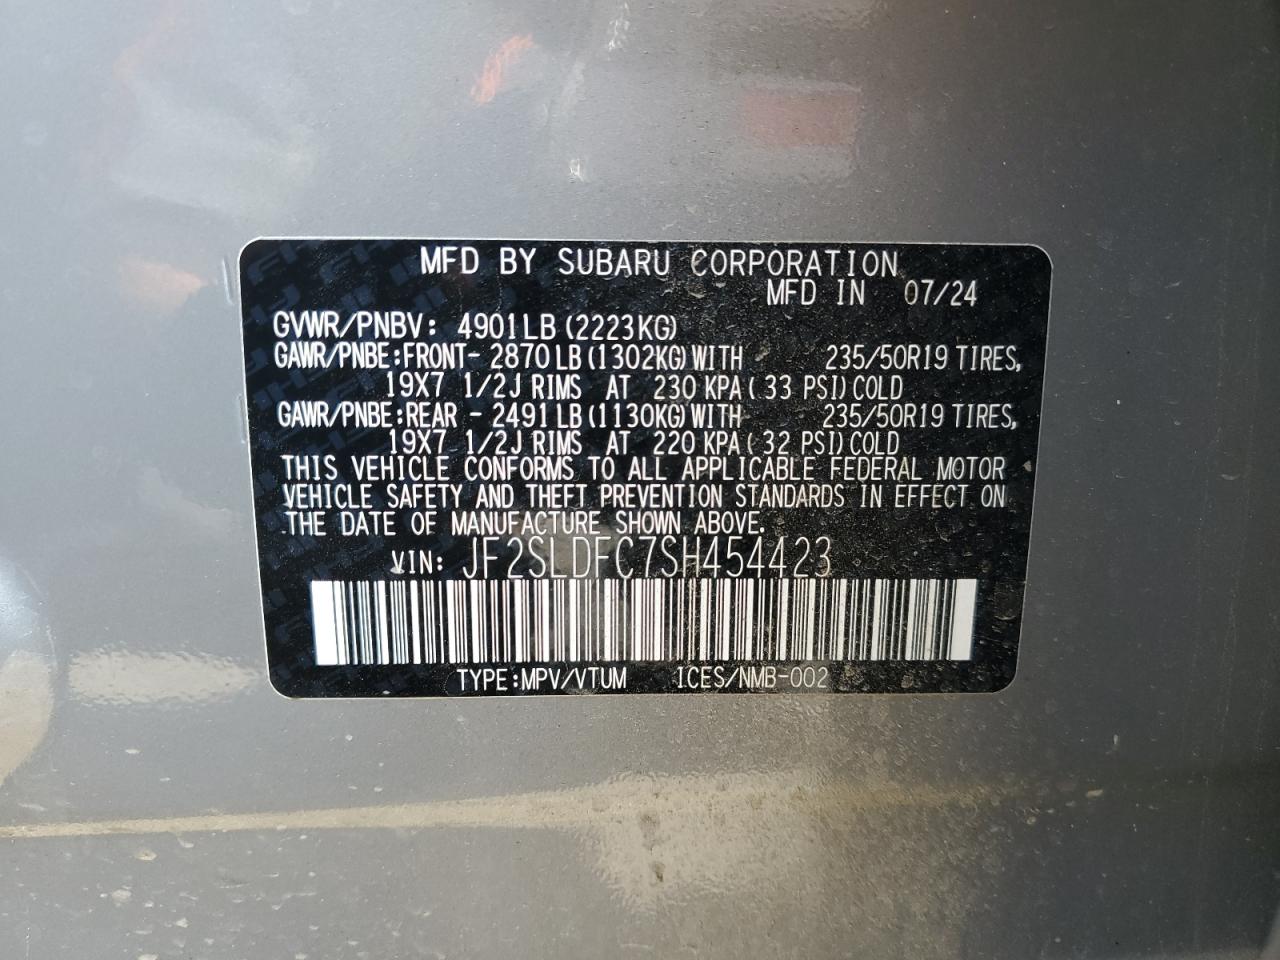 MFD BY SUBARU CORPORATION
MFD IN 07/24
GVWR/PNBV: 4901LB(2223KG)
GAWR/PNBE:FRONT- 2870LB(1302KG)WITH 235/50R19 TIRES,
19X7 1/2J RIMS AT 230 KPA(33 PSI)COLD
GAWR/PNBE:REAR - 2491LB(1130KG)WITH 235/50R19 TIRES,
19X7 1/2J RIMS AT 220 KPA(32 PSI)COLD
THIS VEHICLE CONFORMS TO ALL APPLICABLE FEDERAL MOTOR
VEHICLE SAFETY AND THEFT PREVENTION STANDARDS IN EFFECT ON
THE DATE OF MANUFACTURE SHOWN ABOVE.
VIN: JF2SLDFC7SH454423
TYPE:MPV/VTUM ICES/NMB-002